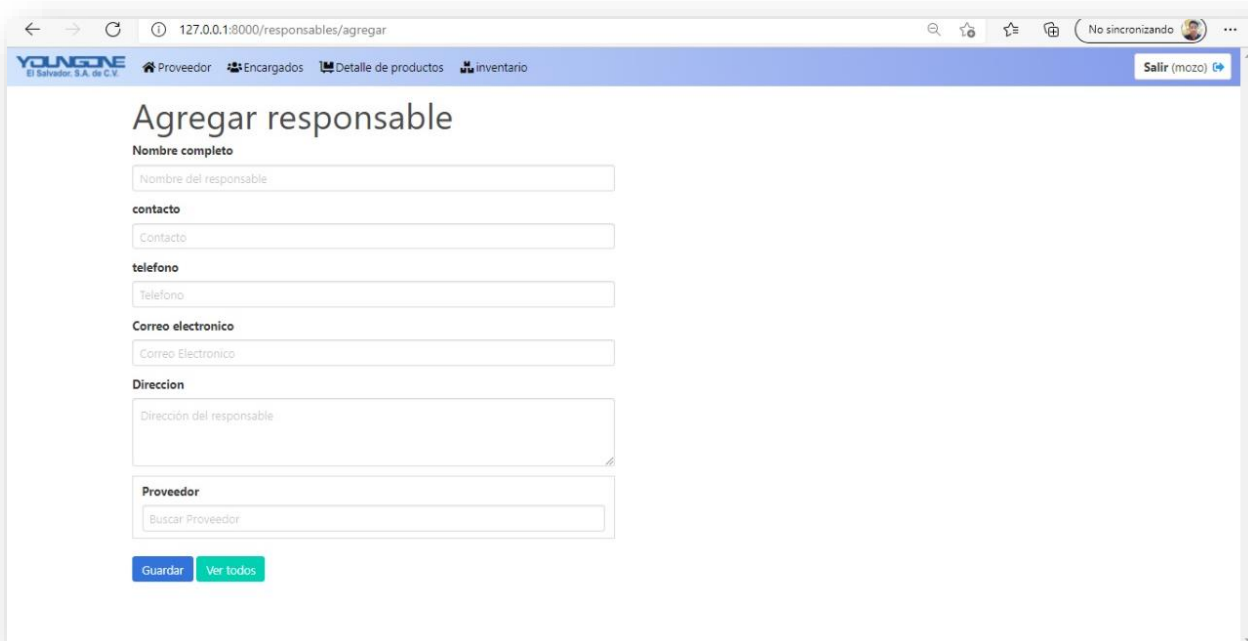 127.0.0.1:8000/responsables/agregar
No sincronizando
YOUNGONE
El Salvador, S.A. de C.V.
Proveedor Encargados Detalle de productos inventario
Salir (mozo)
Agregar responsable
Nombre completo
Nombre del responsable
contacto
Contacto
telefono
Telefono
Correo electronico
Correo Electronico
Direccion
Dirección del responsable
Proveedor
Buscar Proveedor
Guardar Ver todos